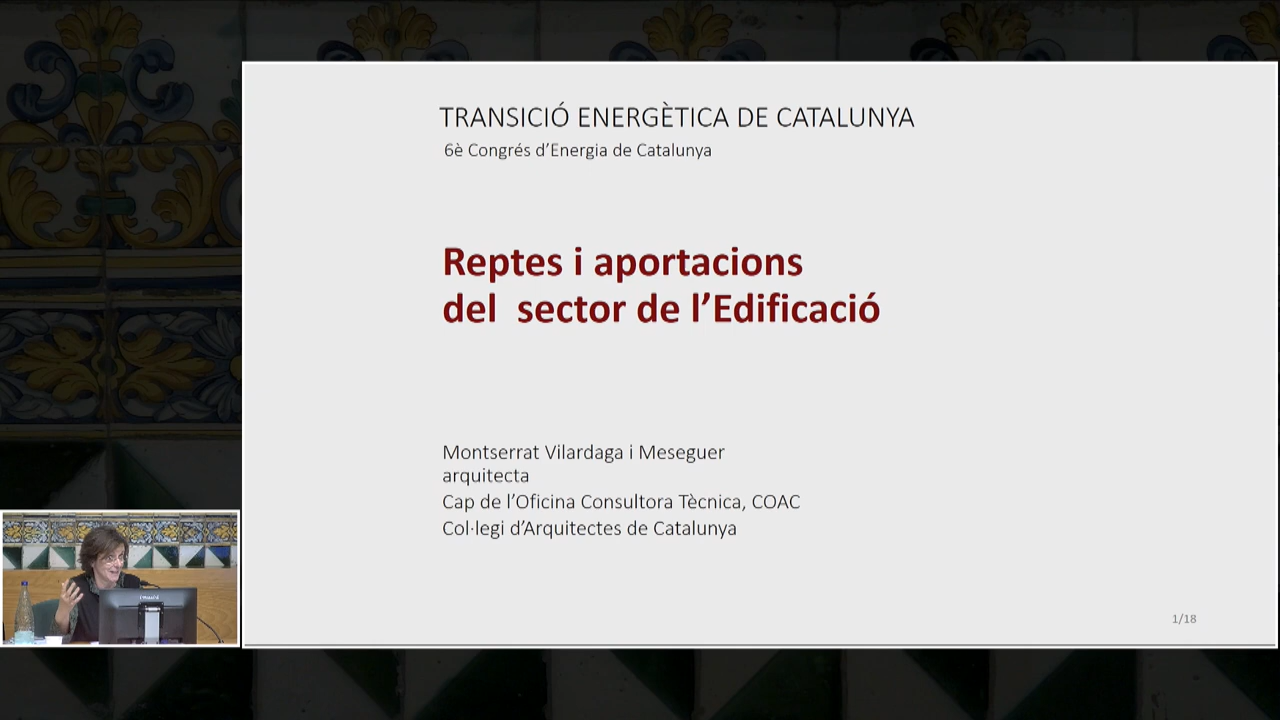 TRANSICIÓ ENERGÈTICA DE CATALUNYA
6è Congrés d'Energia de Catalunya
Reptes i aportacions
del sector de l'Edificació
Montserrat Vilardaga i Meseguer
arquitecta
Cap de l'Oficina Consultora Tècnica, COAC
Col·legi d'Arquitectes de Catalunya
1/18